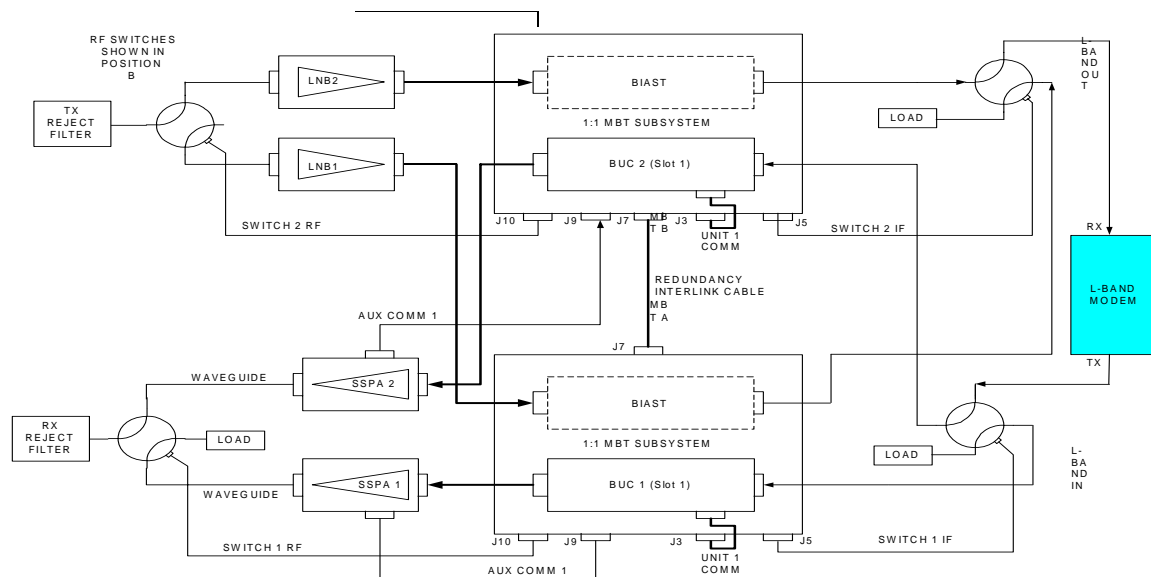 RF SWITCHES
SHOWN IN
POSITION
B
TX
REJECT
FILTER
LNB2
LNB1
SWITCH 2 RF
BIAST
1:1 MBT SUBSYSTEM
BUC 2 (Slot 1)
J10
J9
J7
MB
T B
J3
J5
UNIT 1
COMM
SWITCH 2 IF
LOAD
L-
BA
ND
OU
T
RX
L-BAND
MODEM
TX
REDUNDANCY
INTERLINK CABLE
MB
T A
J7
AUX COMM 1
WAVEGUIDE
SSPA 2
RX
REJECT
FILTER
LOAD
WAVEGUIDE
SSPA 1
BIAST
1:1 MBT SUBSYSTEM
BUC 1 (Slot 1)
LOAD
L-
BA
ND
IN
J10
J9
J3
J5
SWITCH 1 RF
SWITCH 1 IF
UNIT 1
COMM
AUX COMM 1